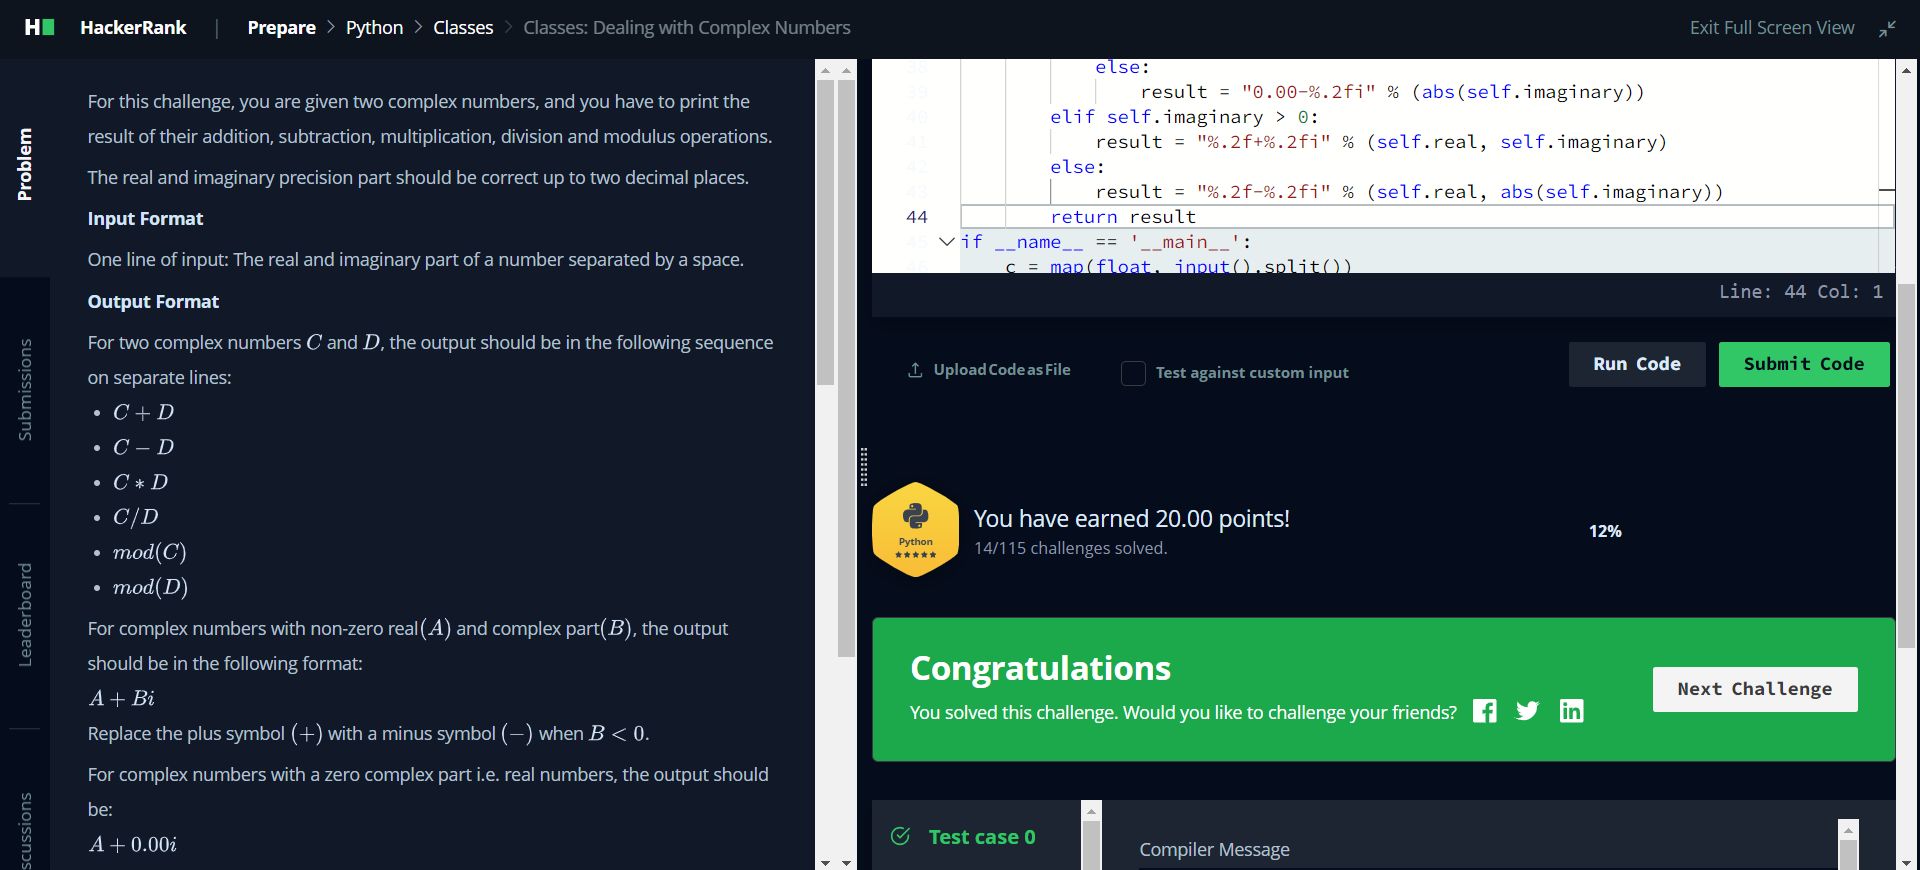 HackerRank | Prepare > Python > Classes > Classes: Dealing with Complex Numbers
Exit Full Screen View
Problem
Submissions
Leaderboard
scussions
For this challenge, you are given two complex numbers, and you have to print the
result of their addition, subtraction, multiplication, division and modulus operations.
The real and imaginary precision part should be correct up to two decimal places.
Input Format
One line of input: The real and imaginary part of a number separated by a space.
Output Format
For two complex numbers C and D, the output should be in the following sequence
on separate lines:
• C + D
• C − D
• C ∗ D
• C/D
• mod(C)
• mod(D)
For complex numbers with non-zero real(A) and complex part(B), the output
should be in the following format:
A + Bi
Replace the plus symbol (+) with a minus symbol (−) when B < 0.
For complex numbers with a zero complex part i.e. real numbers, the output should
be:
A + 0.00i
38 else:
39 result = "0.00-%.2fi" % (abs(self.imaginary))
40 elif self.imaginary > 0:
41 result = "%.2f+%.2fi" % (self.real, self.imaginary)
42 else:
43 result = "%.2f-%.2fi" % (self.real, abs(self.imaginary))
44 return result
45 if __name__ == '__main__':
46 c = map(float, input().split())
Line: 44 Col: 1
Upload Code as File
Test against custom input
Run Code
Submit Code
Python
You have earned 20.00 points!
14/115 challenges solved.
12%
Congratulations
You solved this challenge. Would you like to challenge your friends?
Next Challenge
Test case 0
Compiler Message